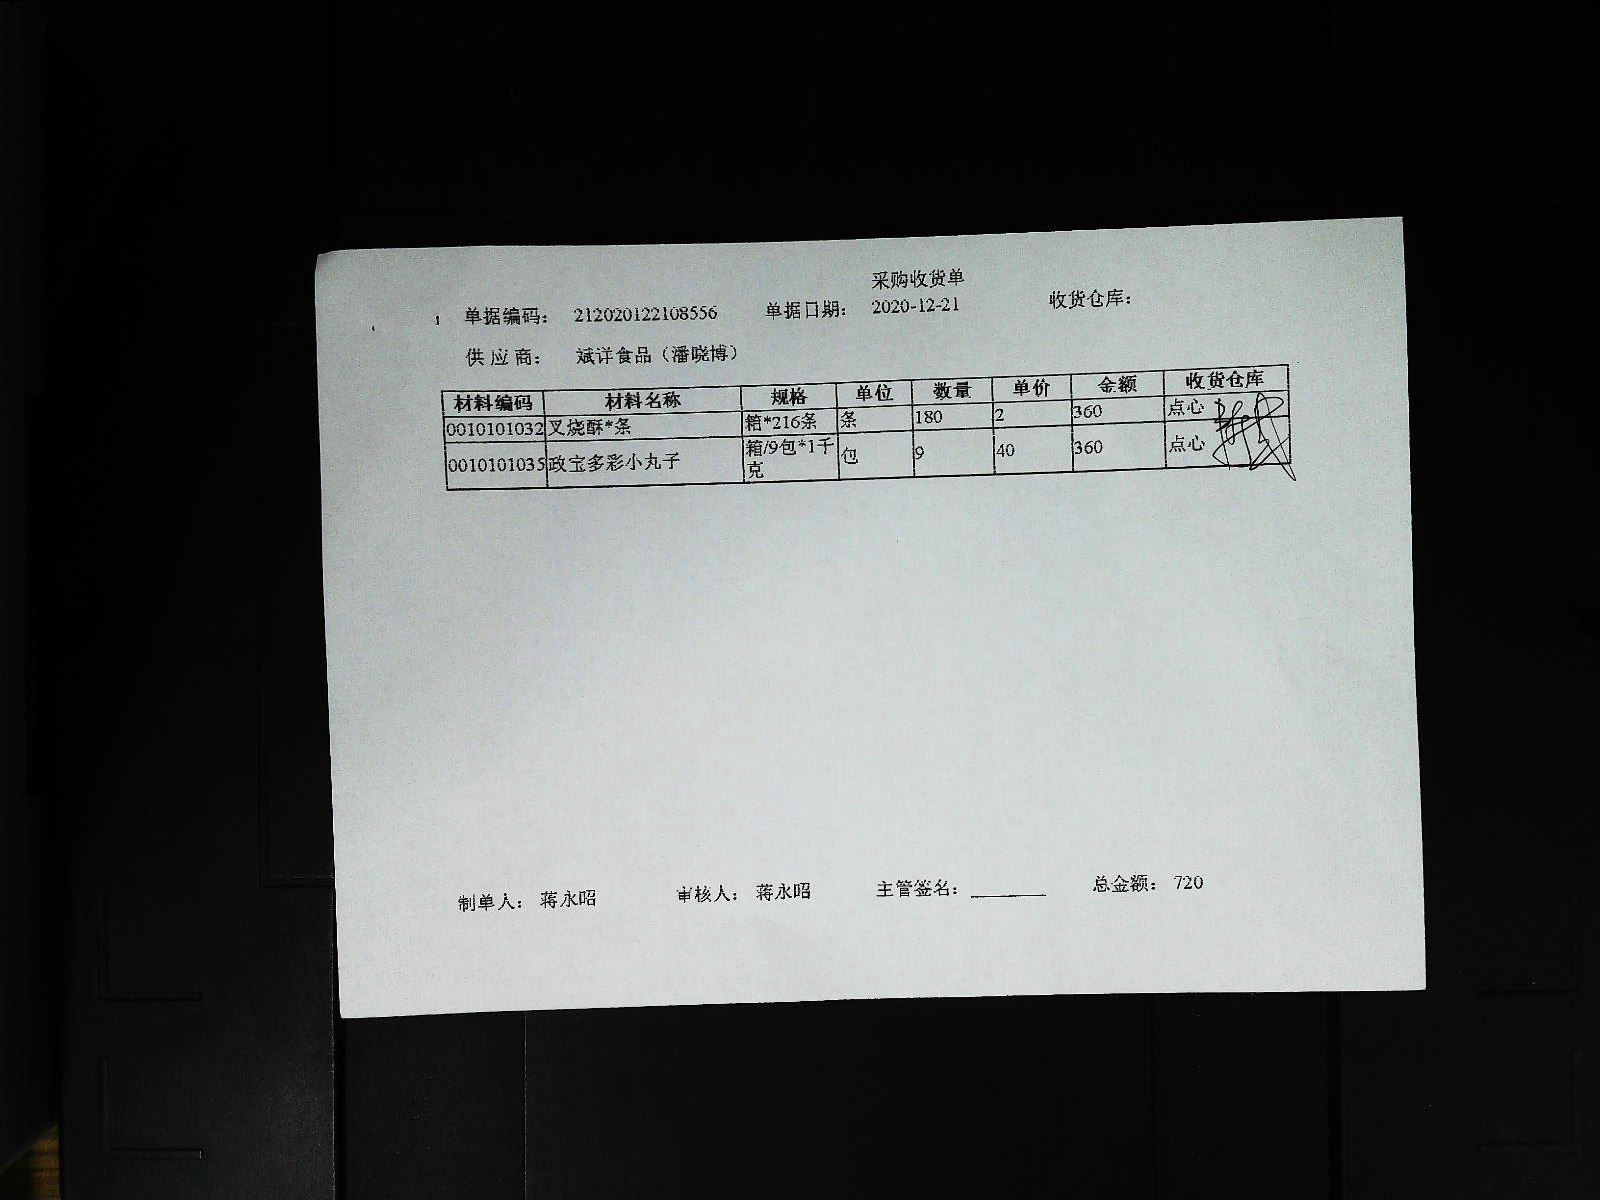 采购收货单
单据编码： 212020122108556 单据日期： 2020-12-21 收货仓库：
供 应 商： 斌洋食品（潘晓博）
材料编码 材料名称 规格 单位 数量 单价 金额 收货仓库
0010101032 叉烧酥*条 箱*216条 条 180 2 360 点心
0010101035 政宝多彩小丸子 箱/9包*1千克 包 9 40 360 点心
制单人： 蒋永昭 审核人： 蒋永昭 主管签名： 总金额： 720